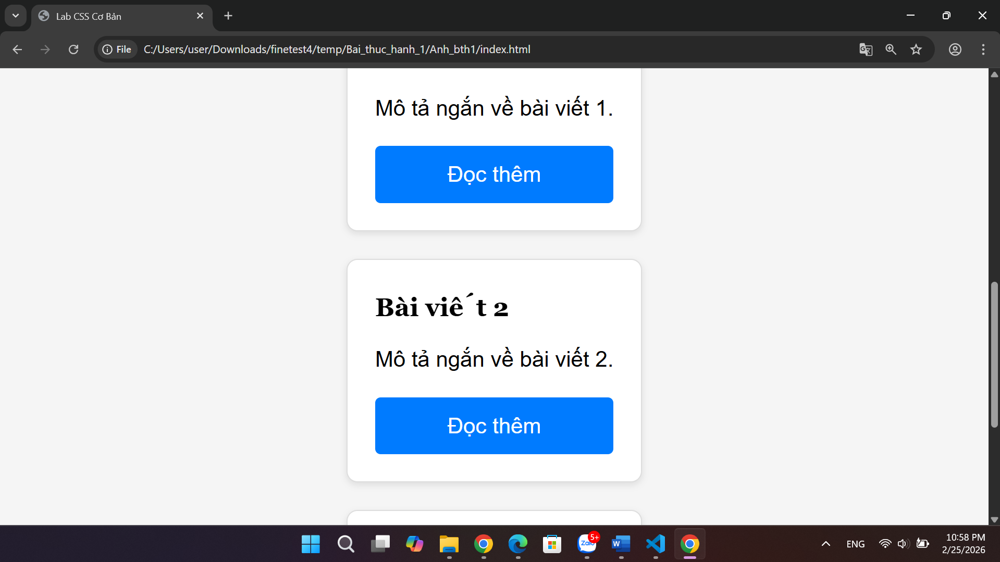 Lab CSS Cơ Bản
File
C:/Users/user/Downloads/finetest4/temp/Bai_thuc_hanh_1/Anh_bth1/index.html
Mô tả ngắn về bài viết 1.
Đọc thêm
Bài viết 2
Mô tả ngắn về bài viết 2.
Đọc thêm
Zalo
5+
W
ENG
10:58 PM
2/25/2026